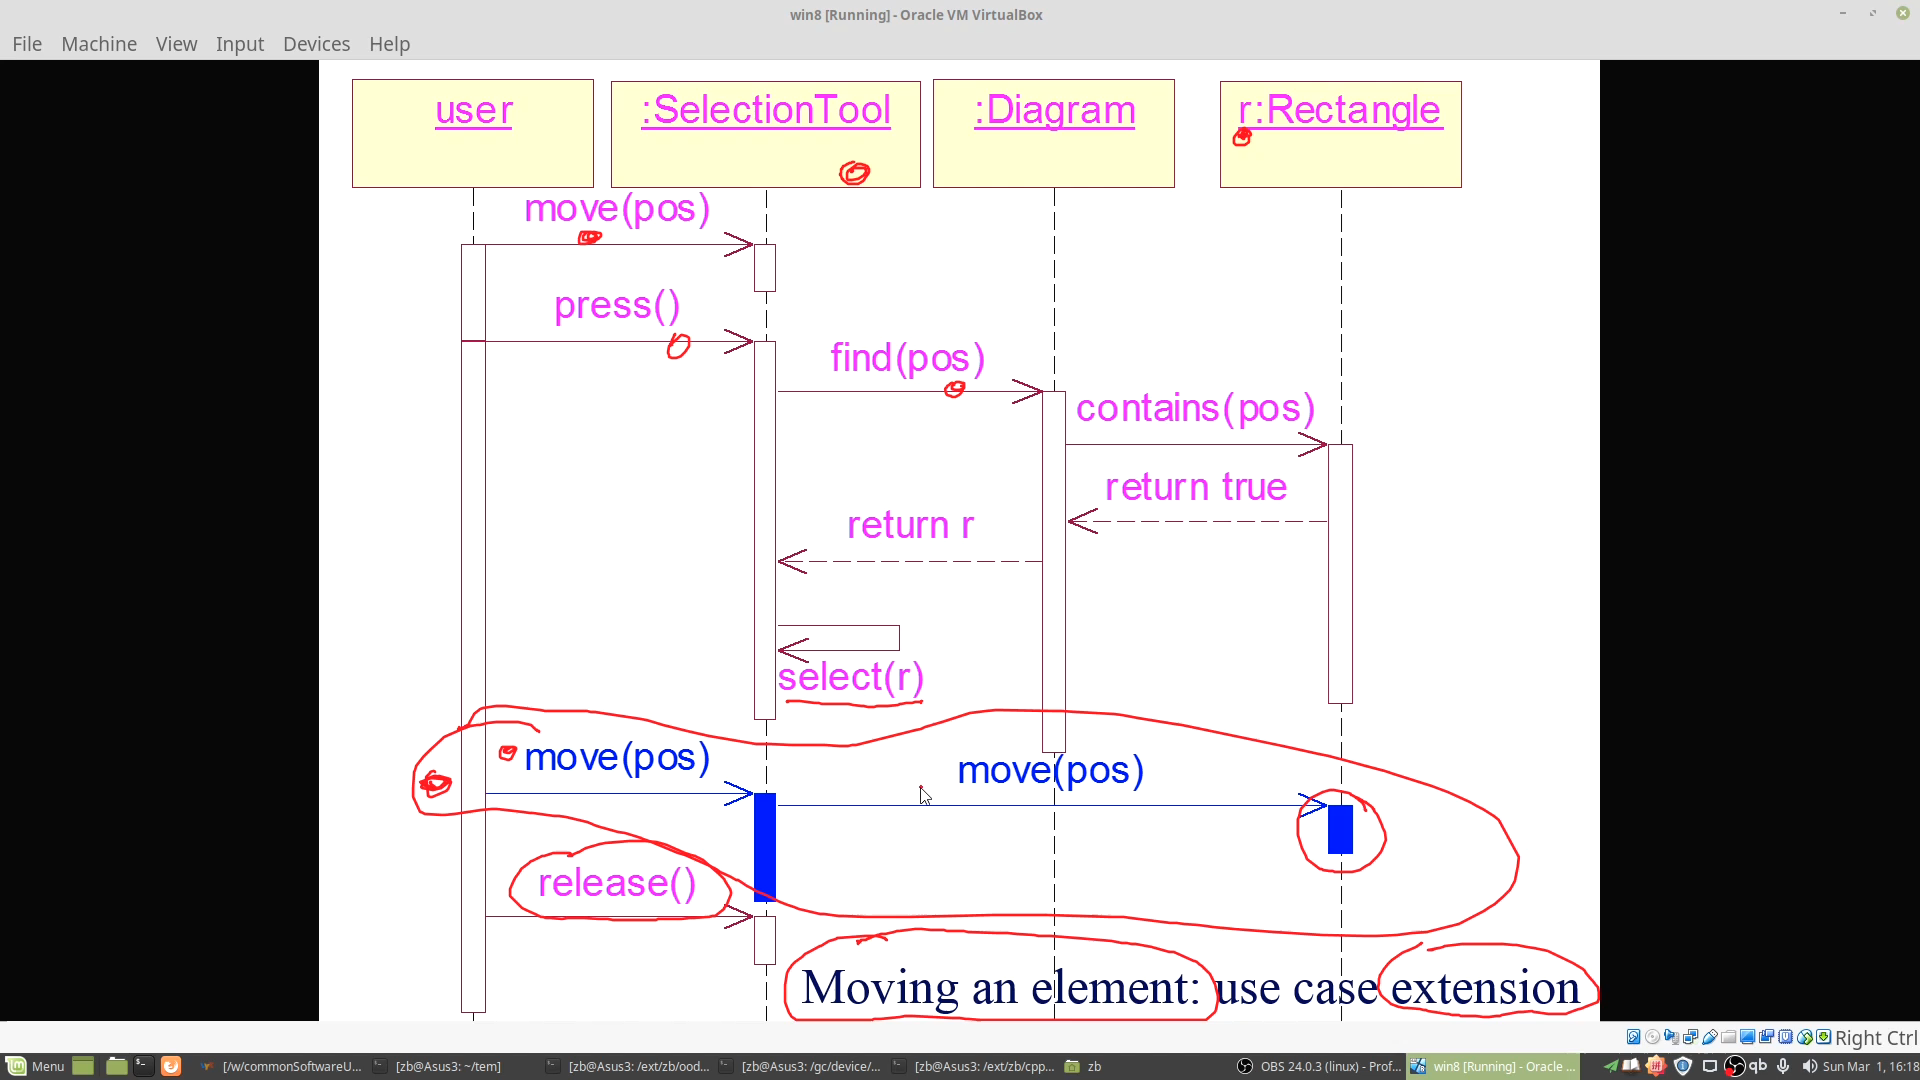 win8 [Running] - Oracle VM VirtualBox
File Machine View Input Devices Help
user :SelectionTool :Diagram r:Rectangle
move(pos)
press()
find(pos)
contains(pos)
return true
return r
select(r)
move(pos) move(pos)
release()
Moving an element: use case extension
Right Ctrl
Menu [/w/commonSoftwareU... [zb@Asus3: ~/tem] [zb@Asus3: /ext/zb/ood... [zb@Asus3: /gc/device/... [zb@Asus3: /ext/zb/cpp... zb OBS 24.0.3 (linux) - Prof... win8 [Running] - Oracle ... qb Sun Mar 1, 16:18